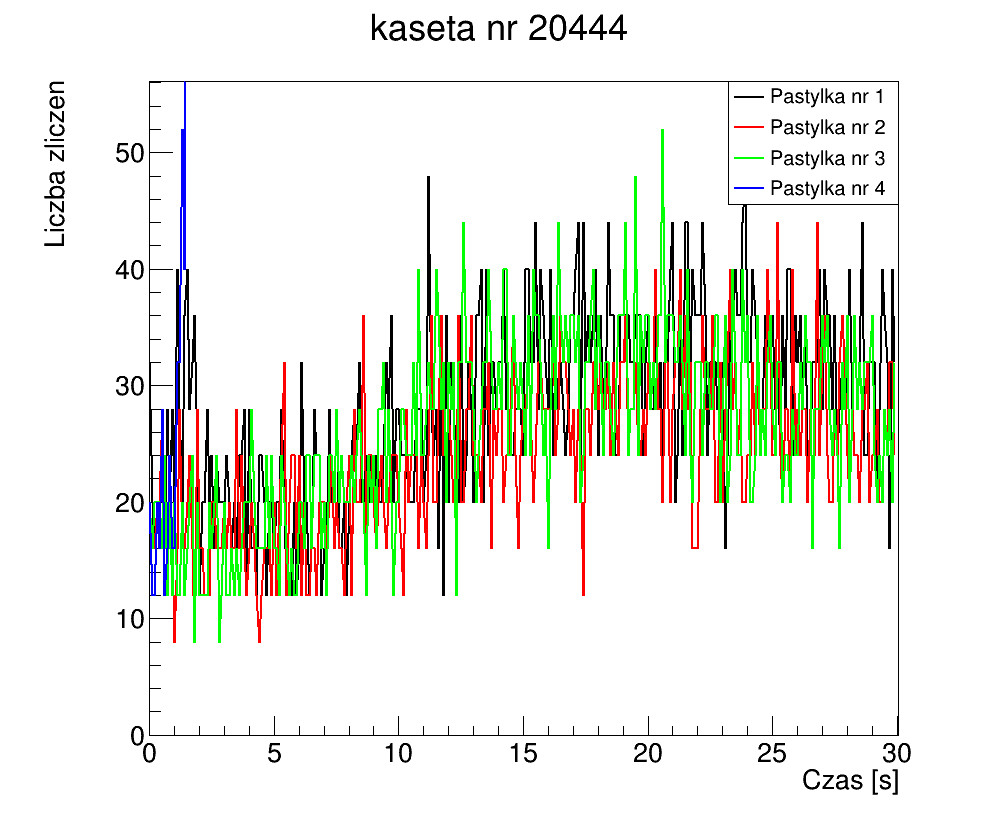 kaseta nr 20444
Liczba zliczen
Pastylka nr 1
Pastylka nr 2
Pastylka nr 3
Pastylka nr 4
50
40
30
20
10
0
0 5 10 15 20 25 30
Czas [s]